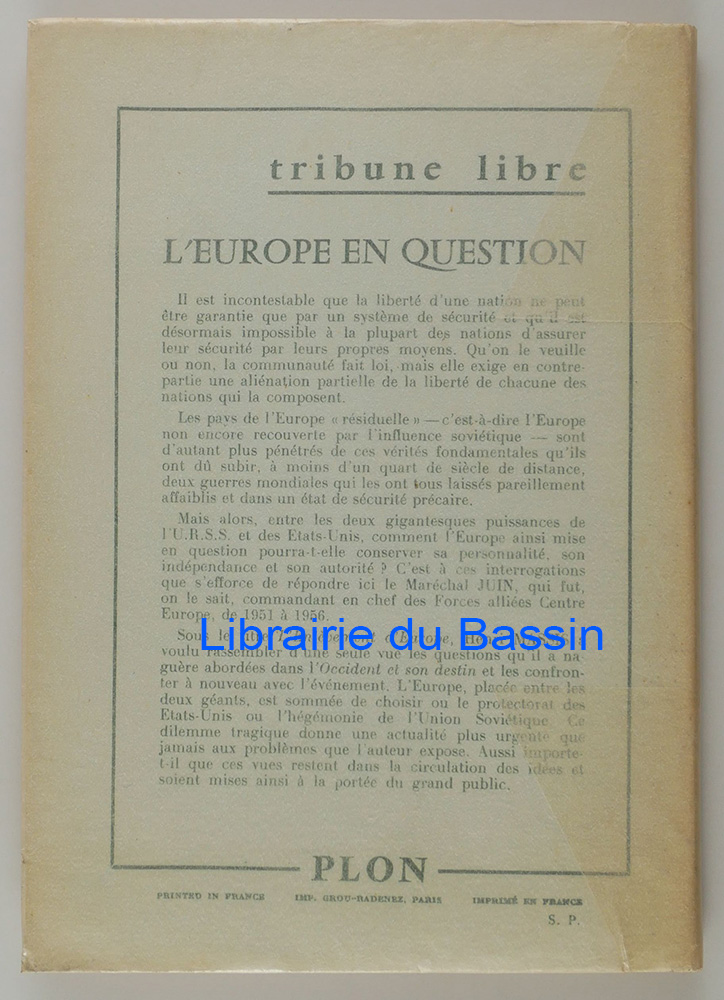 tribune libre
L'EUROPE EN QUESTION
Il est incontestable que la liberté d'une nation ne peut
être garantie que par un système de sécurité et qu'il est
désormais impossible à la plupart des nations d'assurer
leur sécurité par leurs propres moyens. Qu'on le veuille
ou non, la communauté fait loi, mais elle exige en contre-
partie une aliénation partielle de la liberté de chacune des
nations qui la composent.
Les pays de l'Europe « résiduelle » — c'est-à-dire l'Europe
non encore recouverte par l'influence soviétique — sont
d'autant plus pénétrés de ces vérités fondamentales qu'ils
ont dû subir, à moins d'un quart de siècle de distance,
deux guerres mondiales qui les ont tous laissés pareillement
affaiblis et dans un état de sécurité précaire.
Mais alors, entre les deux gigantesques puissances de
l'U.R.S.S. et des Etats-Unis, comment l'Europe ainsi mise
en question pourra-t-elle conserver sa personnalité, son
indépendance et son autorité ? C'est à ces interrogations
que s'efforce de répondre ici le Maréchal JUIN, qui fut,
on le sait, commandant en chef des Forces alliées Centre
Europe, de 1951 à 1956.
Sous le titre d'Europe,
Librairie du Bassin
voulu rassembler d'une seule vue les questions qu'il a na-
guère abordées dans l'Occident et son destin et les confron-
ter à nouveau avec l'événement. L'Europe, placée entre les
deux géants, est sommée de choisir ou le protectorat des
Etats-Unis ou l'hégémonie de l'Union Soviétique. Ce
dilemme tragique donne une actualité plus urgente que
jamais aux problèmes que l'auteur expose. Aussi importe-
t-il que ces vues restent dans la circulation des idées et
soient mises ainsi à la portée du grand public.
PLON
PRINTED IN FRANCE IMP. GROU-RADENEZ, PARIS IMPRIMÉ EN FRANCE
S. P.